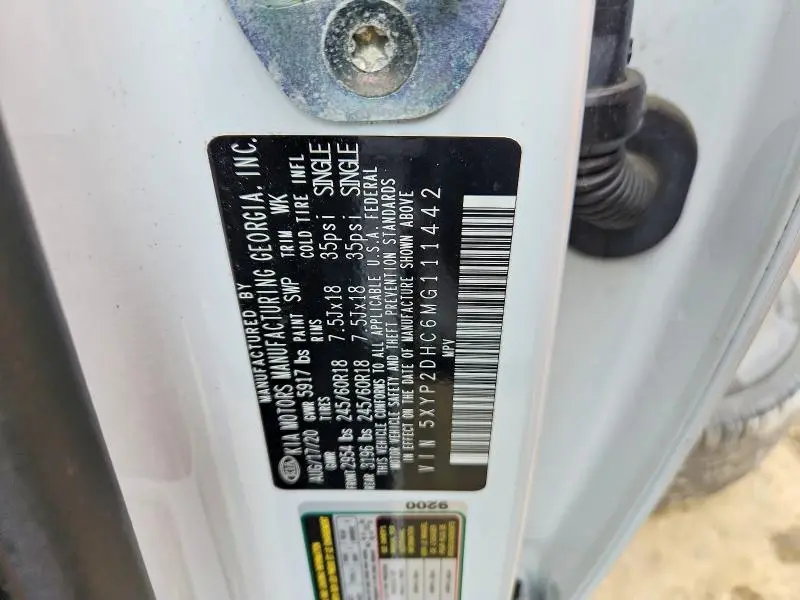 MANUFACTURED BY
KIA KIA MOTORS MANUFACTURING GEORGIA, INC.
AUG/17/20 GVWR 5917 lbs PAINT SWP TRIM WK
GWR TIRES RIMS COLD TIRE INFL
FRONT 2954 lbs 245/60R18 7.5Jx18 35psi SINGLE
REAR 3196 lbs 245/60R18 7.5Jx18 35psi SINGLE
THIS VEHICLE CONFORMS TO ALL APPLICABLE U.S.A. FEDERAL
MOTOR VEHICLE SAFETY AND THEFT PREVENTION STANDARDS
IN EFFECT ON THE DATE OF MANUFACTURE SHOWN ABOVE
VIN 5XYP2DHC6MG111442
MPV
9200